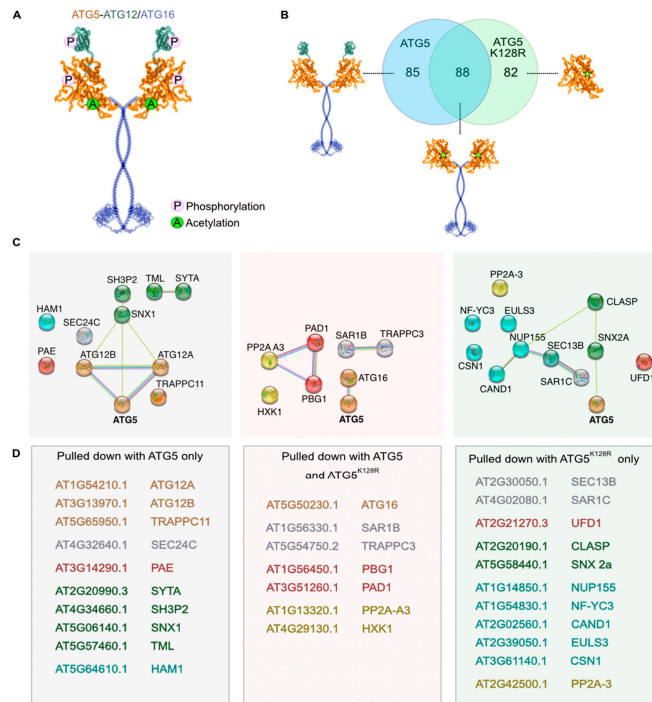 A
ATG5-ATG12/ATG16
P
P
P
P
A
A
P Phosphorylation
A Acetylation
B
ATG5
ATG5
K128R
85
88
82
C
SH3P2
TML
SYTA
SNX1
HAM1
SEC24C
PAE
ATG12B
ATG12A
TRAPPC11
ATG5
PAD1
PP2A A3
SAR1B
TRAPPC3
ATG16
PBG1
HXK1
ATG5
PP2A-3
CLASP
NF-YC3
EULS3
NUP155
SEC13B
SNX2A
CSN1
CAND1
SAR1C
UFD1
ATG5
D
Pulled down with ATG5 only
AT1G54210.1 ATG12A
AT3G13970.1 ATG12B
AT5G65950.1 TRAPPC11
AT4G32640.1 SEC24C
AT3G14290.1 PAE
AT2G20990.3 SYTA
AT4G34660.1 SH3P2
AT5G06140.1 SNX1
AT5G57460.1 TML
AT5G64610.1 HAM1
Pulled down with ATG5
and ATG5K128R
AT5G50230.1 ATG16
AT1G56330.1 SAR1B
AT5G54750.2 TRAPPC3
AT1G56450.1 PBG1
AT3G51260.1 PAD1
AT1G13320.1 PP2A-A3
AT4G29130.1 HXK1
Pulled down with ATG5K128R only
AT2G30050.1 SEC13B
AT4G02080.1 SAR1C
AT2G21270.3 UFD1
AT2G20190.1 CLASP
AT5G58440.1 SNX 2a
AT1G14850.1 NUP155
AT1G54830.1 NF-YC3
AT2G02560.1 CAND1
AT2G39050.1 EULS3
AT3G61140.1 CSN1
AT2G42500.1 PP2A-3